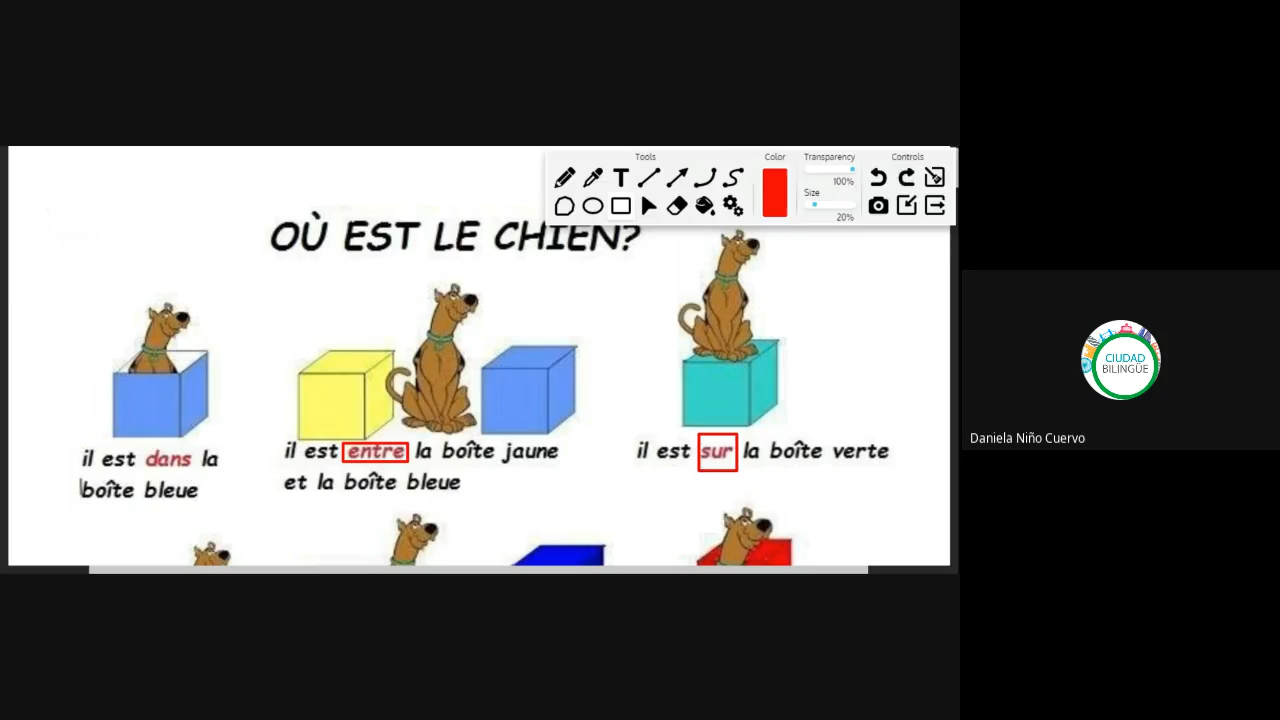 Tools
Color
Transparency
Controls
100%
Size
20%
OÙ EST LE CHIEN?
il est dans la
boîte bleue
il est entre la boîte jaune
et la boîte bleue
il est sur la boîte verte
CIUDAD
BILINGÜE
Daniela Niño Cuervo